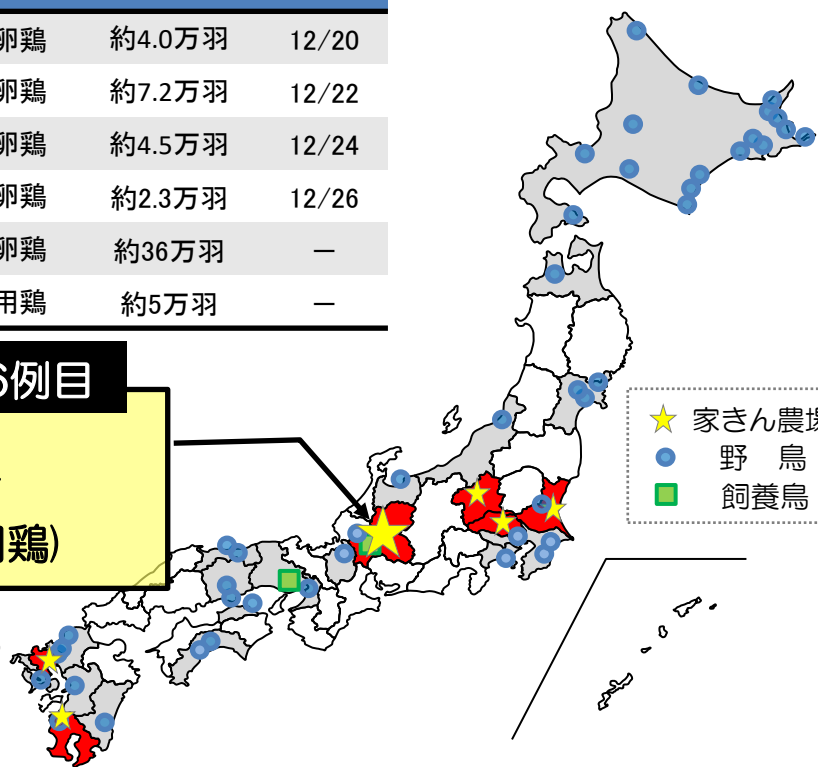 卵鶏 約4.0万羽 12/20
卵鶏 約7.2万羽 12/22
卵鶏 約4.5万羽 12/24
卵鶏 約2.3万羽 12/26
卵鶏 約36万羽 －
用鶏 約5万羽 －
6例目
用鶏)
家きん農場
野　鳥
飼養鳥